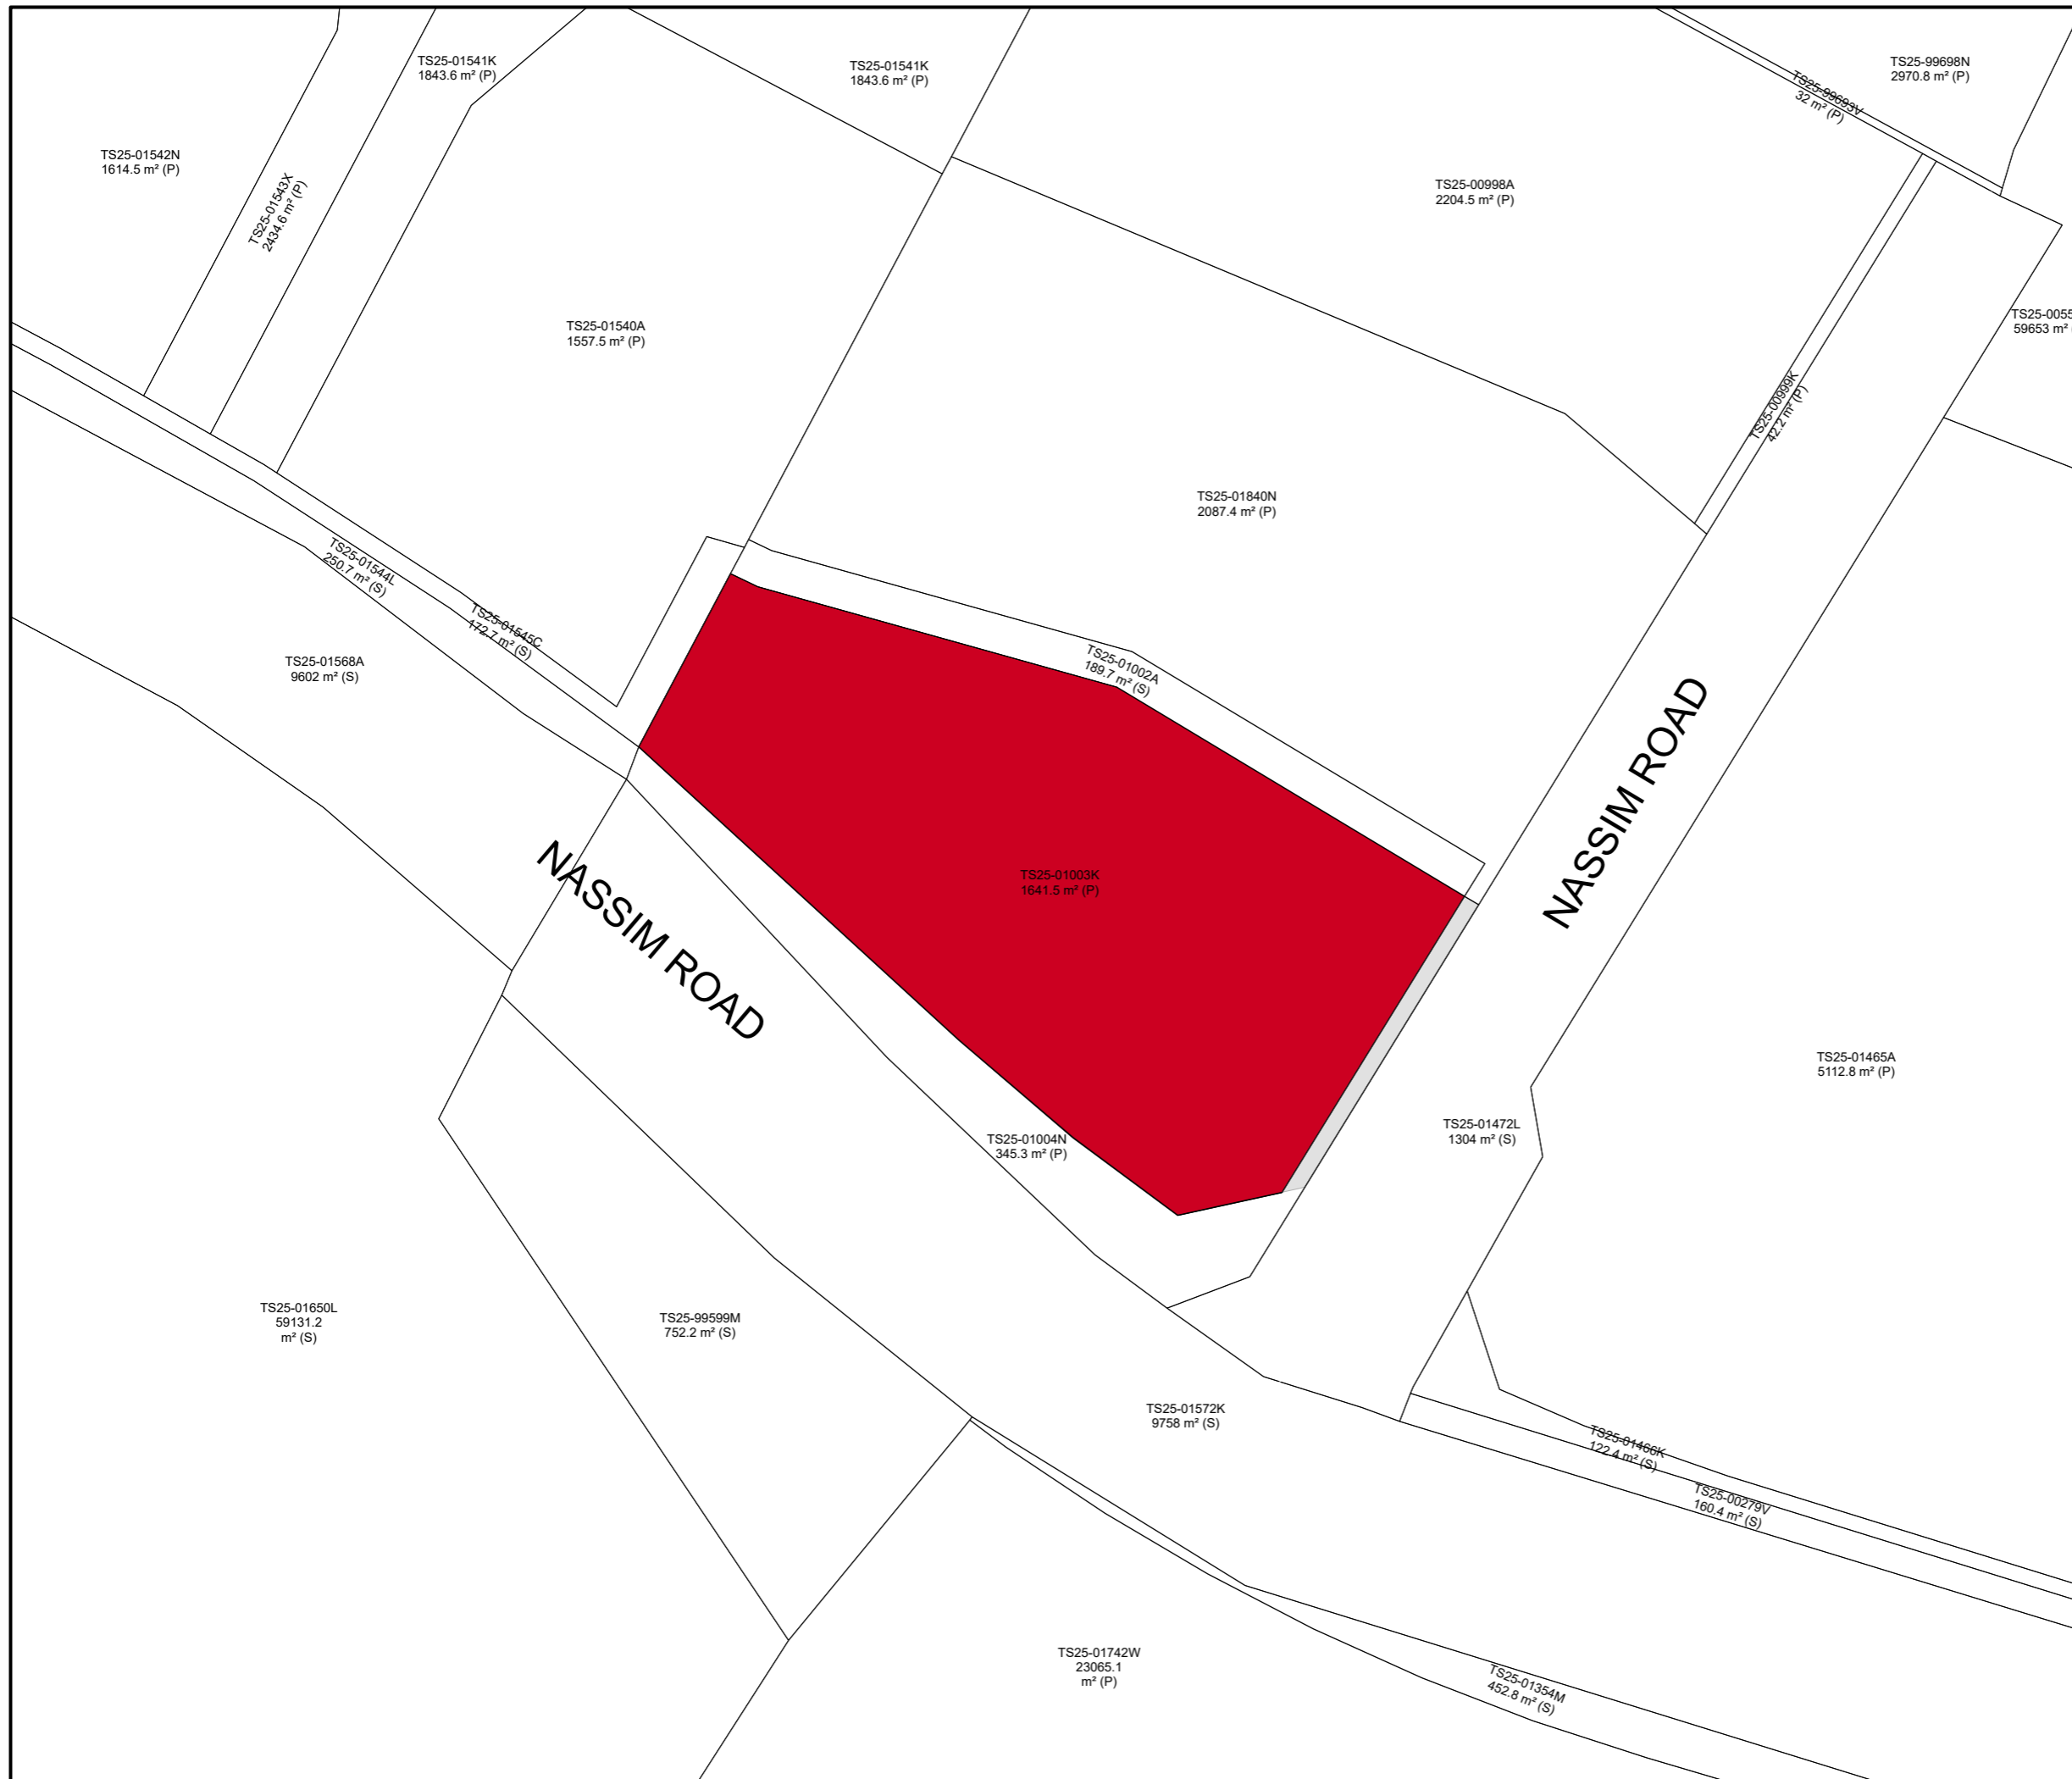 TS25-01541K
1843.6 m² (P)
TS25-01541K
1843.6 m² (P)
TS25-99698N
2970.8 m² (P)
TS25-99693V
32 m² (P)
TS25-01542N
1614.5 m² (P)
TS25-01543X
2434.6 m² (P)
TS25-00998A
2204.5 m² (P)
TS25-01540A
1557.5 m² (P)
TS25-0055
59653 m²
TS25-00999K
42.2 m² (P)
TS25-01840N
2087.4 m² (P)
TS25-01544L
250.7 m² (S)
TS25-01545C
172.7 m² (S)
TS25-01568A
9602 m² (S)
TS25-01002A
189.7 m² (S)
NASSIM ROAD
NASSIM ROAD
TS25-01003K
1641.5 m² (P)
TS25-01465A
5112.8 m² (P)
TS25-01472L
1304 m² (S)
TS25-01004N
345.3 m² (P)
TS25-01650L
59131.2
m² (S)
TS25-99599M
752.2 m² (S)
TS25-01572K
9758 m² (S)
TS25-01466K
122.4 m² (S)
TS25-00279V
160.4 m² (S)
TS25-01742W
23065.1
m² (P)
TS25-01354M
452.8 m² (S)